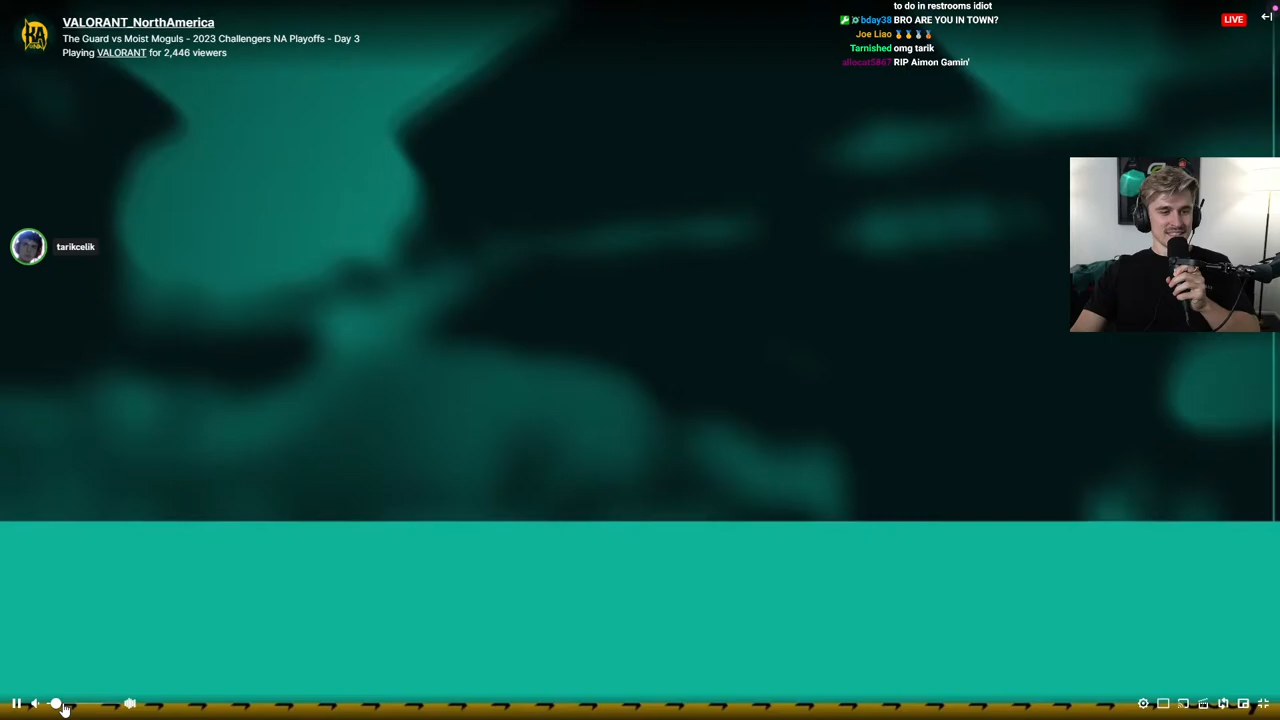 VALORANT_NorthAmerica
The Guard vs Moist Moguls - 2023 Challengers NA Playoffs - Day 3
Playing VALORANT for 2,446 viewers
to do in restrooms idiot
bday38 BRO ARE YOU IN TOWN?
Joe Liao
Tarnished omg tarik
allocat5867 RIP Aimon Gamin'
LIVE
tarikcelik